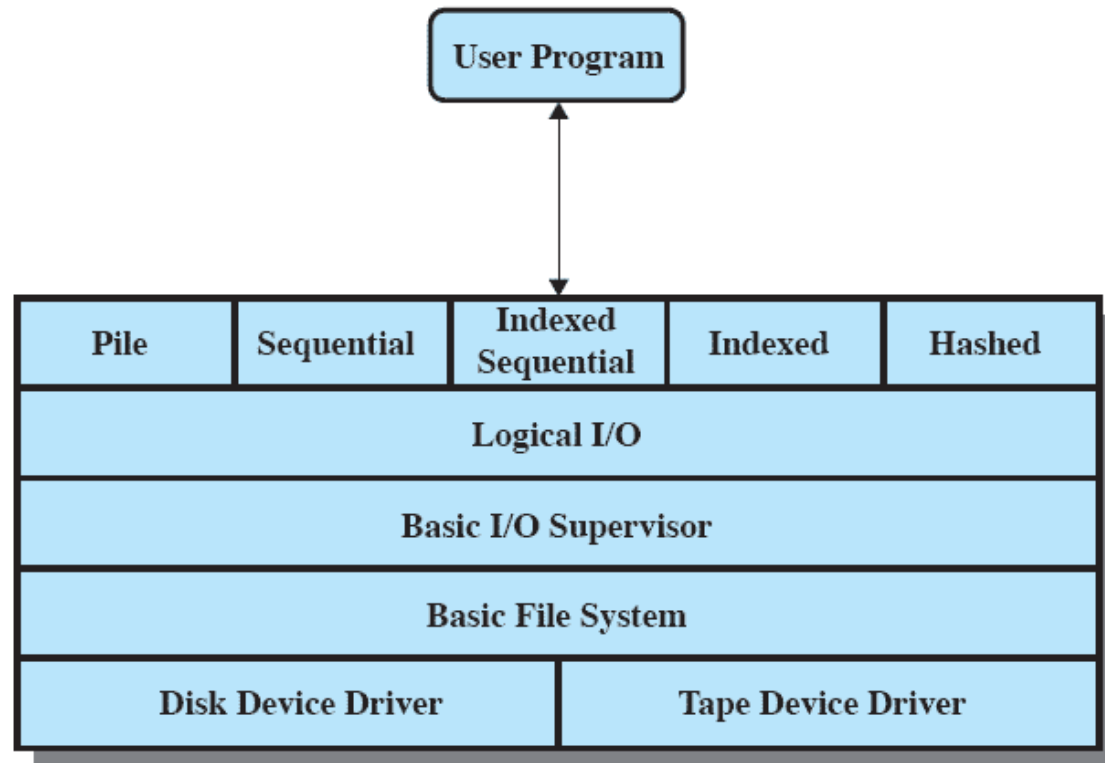 User Program
Pile
Sequential
Indexed
Sequential
Indexed
Hashed
Logical I/O
Basic I/O Supervisor
Basic File System
Disk Device Driver
Tape Device Driver